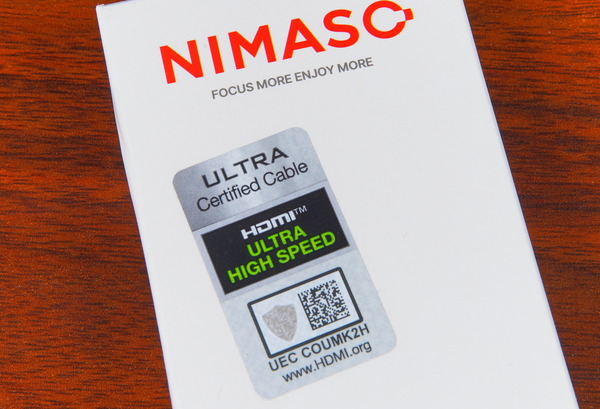 NIMASO
FOCUS MORE ENJOY MORE
ULTRA
Certified Cable
HDMI™
ULTRA
HIGH SPEED
UEC COUMK2H
www.HDMI.org